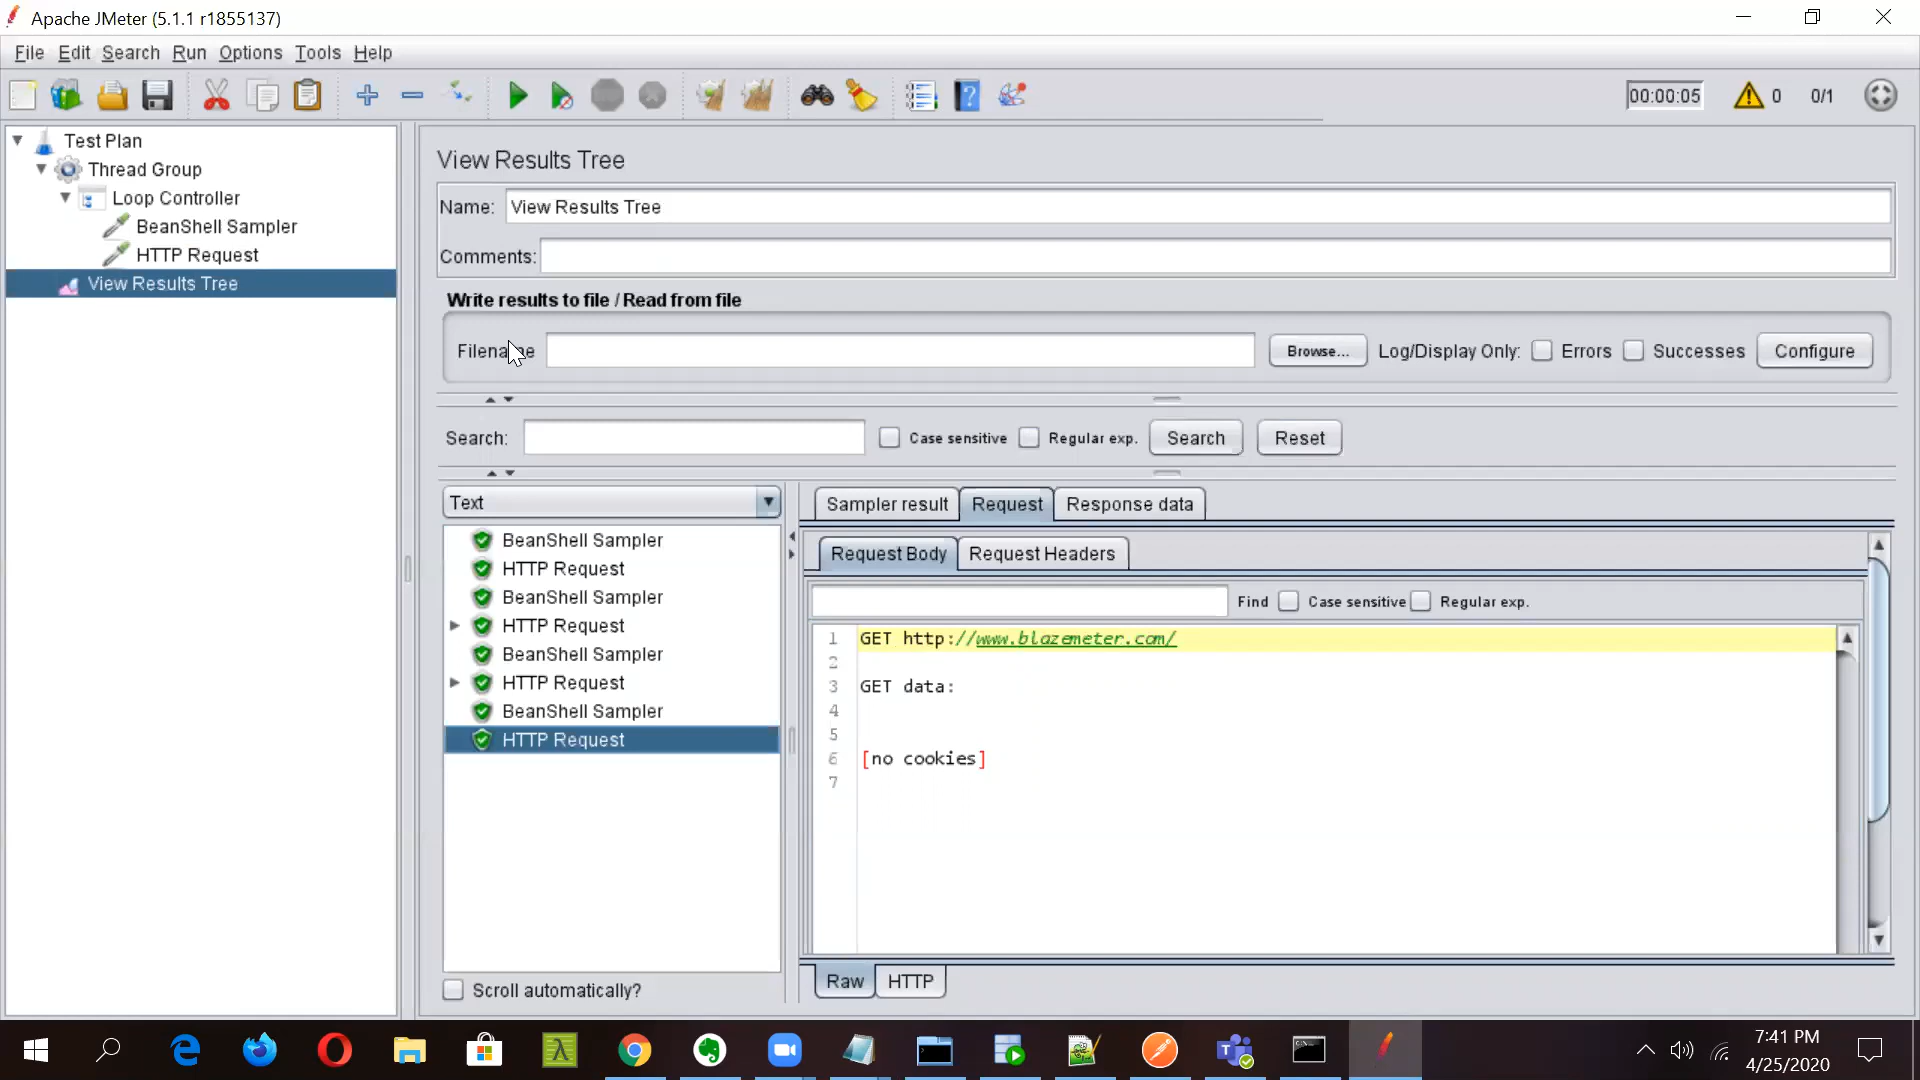 Apache JMeter (5.1.1 r1855137)
File Edit Search Run Options Tools Help
00:00:05 0 0/1
Test Plan
Thread Group
Loop Controller
BeanShell Sampler
HTTP Request
View Results Tree
View Results Tree
Name: View Results Tree
Comments:
Write results to file / Read from file
Filename Browse... Log/Display Only: Errors Successes Configure
Search: Case sensitive Regular exp. Search Reset
Text
BeanShell Sampler
HTTP Request
BeanShell Sampler
HTTP Request
BeanShell Sampler
HTTP Request
BeanShell Sampler
HTTP Request
Scroll automatically?
Sampler result Request Response data
Request Body Request Headers
Find Case sensitive Regular exp.
1 GET http://www.blazemeter.com/
2
3 GET data:
4
5
6 [no cookies]
7
Raw HTTP
7:41 PM
4/25/2020